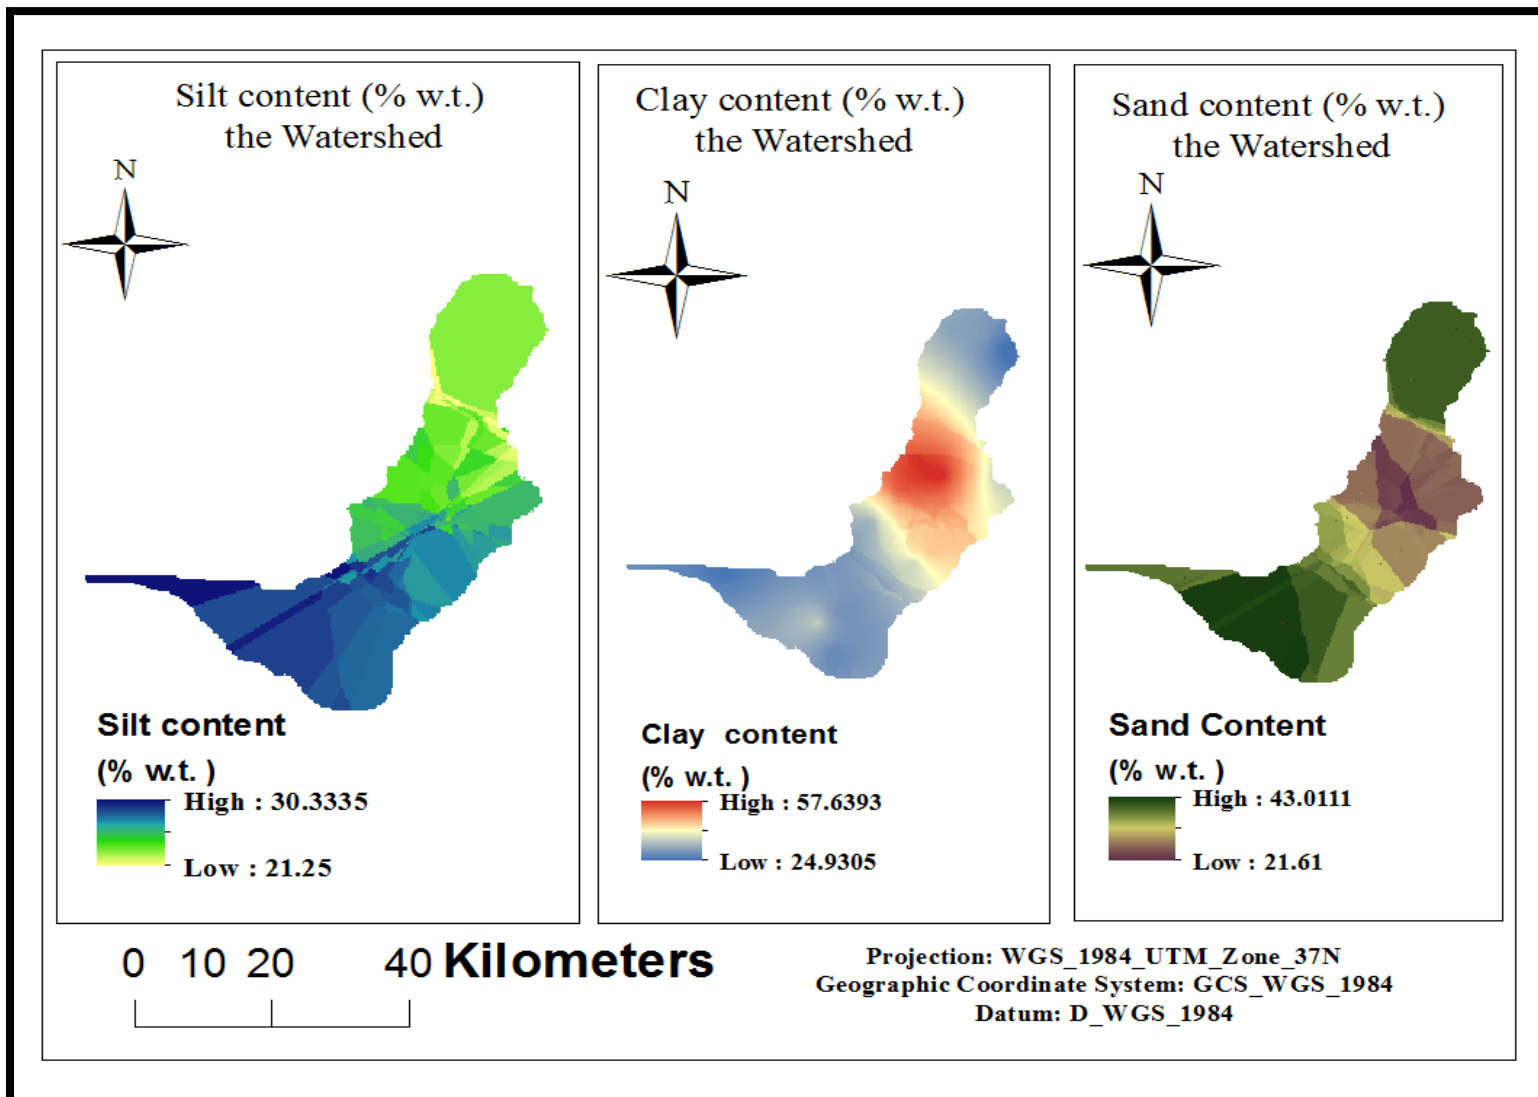 Silt content (% w.t.)
the Watershed
N
Silt content
(% w.t. )
High : 30.3335
Low : 21.25
Clay content (% w.t.)
the Watershed
N
Clay content
(% w.t. )
High : 57.6393
Low : 24.9305
Sand content (% w.t.)
the Watershed
N
Sand Content
(% w.t. )
High : 43.0111
Low : 21.61
0 10 20 40 Kilometers
Projection: WGS_1984_UTM_Zone_37N
Geographic Coordinate System: GCS_WGS_1984
Datum: D_WGS_1984